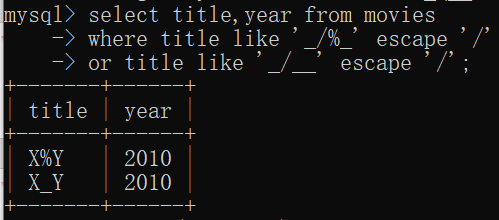 mysql> select title,year from movies
-> where title like '_/%_' escape '/'
-> or title like '_/__' escape '/';
+-------+------+
| title | year |
+-------+------+
| X%Y | 2010 |
| X_Y | 2010 |
+-------+------+